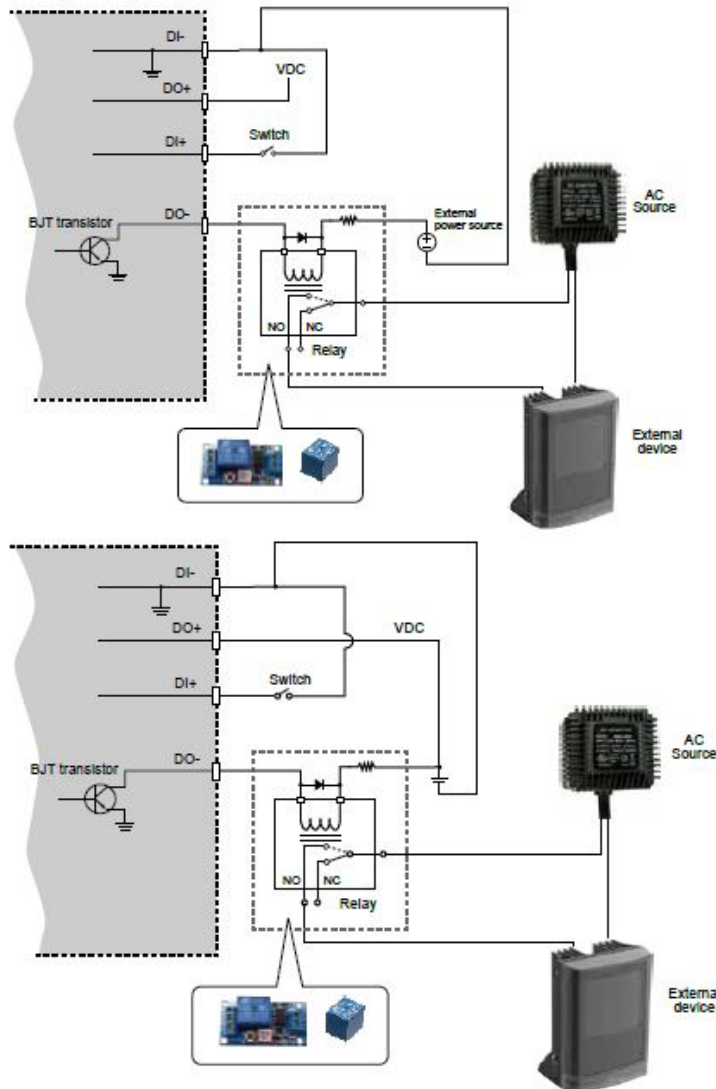 DI-
VDC
DO+
Switch
DI+
DO-
BJT transistor
External
power source
AC
Source
NO
NC
Relay
External
device
DI-
DO+
VDC
DI+
Switch
DO-
BJT transistor
AC
Source
NO
NC
Relay
External
device